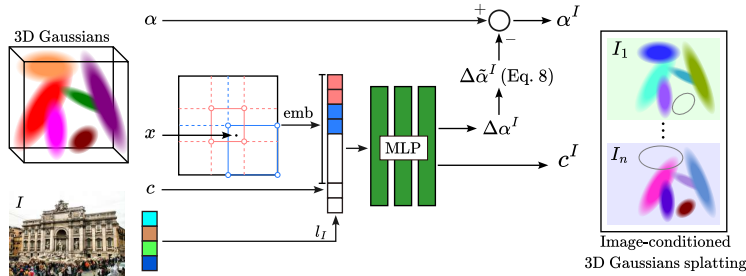 3D Gaussians
α
x
c
I
emb
l_I
MLP
+
−
α^I
Δα̃^I (Eq. 8)
Δα^I
c^I
I_1
⋮
I_n
Image-conditioned
3D Gaussians splatting